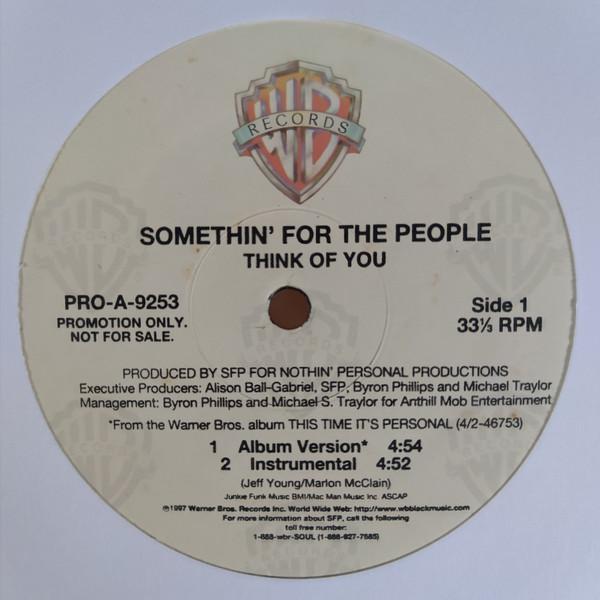 WB
RECORDS
SOMETHIN' FOR THE PEOPLE
THINK OF YOU
PRO-A-9253
PROMOTION ONLY.
NOT FOR SALE.
Side 1
33⅓ RPM
PRODUCED BY SFP FOR NOTHIN' PERSONAL PRODUCTIONS
Executive Producers: Alison Ball-Gabriel, SFP, Byron Phillips and Michael Traylor
Management: Byron Phillips and Michael S. Traylor for Anthill Mob Entertainment
*From the Warner Bros. album THIS TIME IT'S PERSONAL (4/2-46753)
1 Album Version* 4:54
2 Instrumental 4:52
(Jeff Young/Marlon McClain)
Junkie Funk Music BMI/Mac Man Music Inc. ASCAP
℗1997 Warner Bros. Records Inc. World Wide Web: http://www.wbblackmusic.com
For more information about SFP, call the following
toll free number:
1-888-wbr-SOUL (1-888-927-7685)